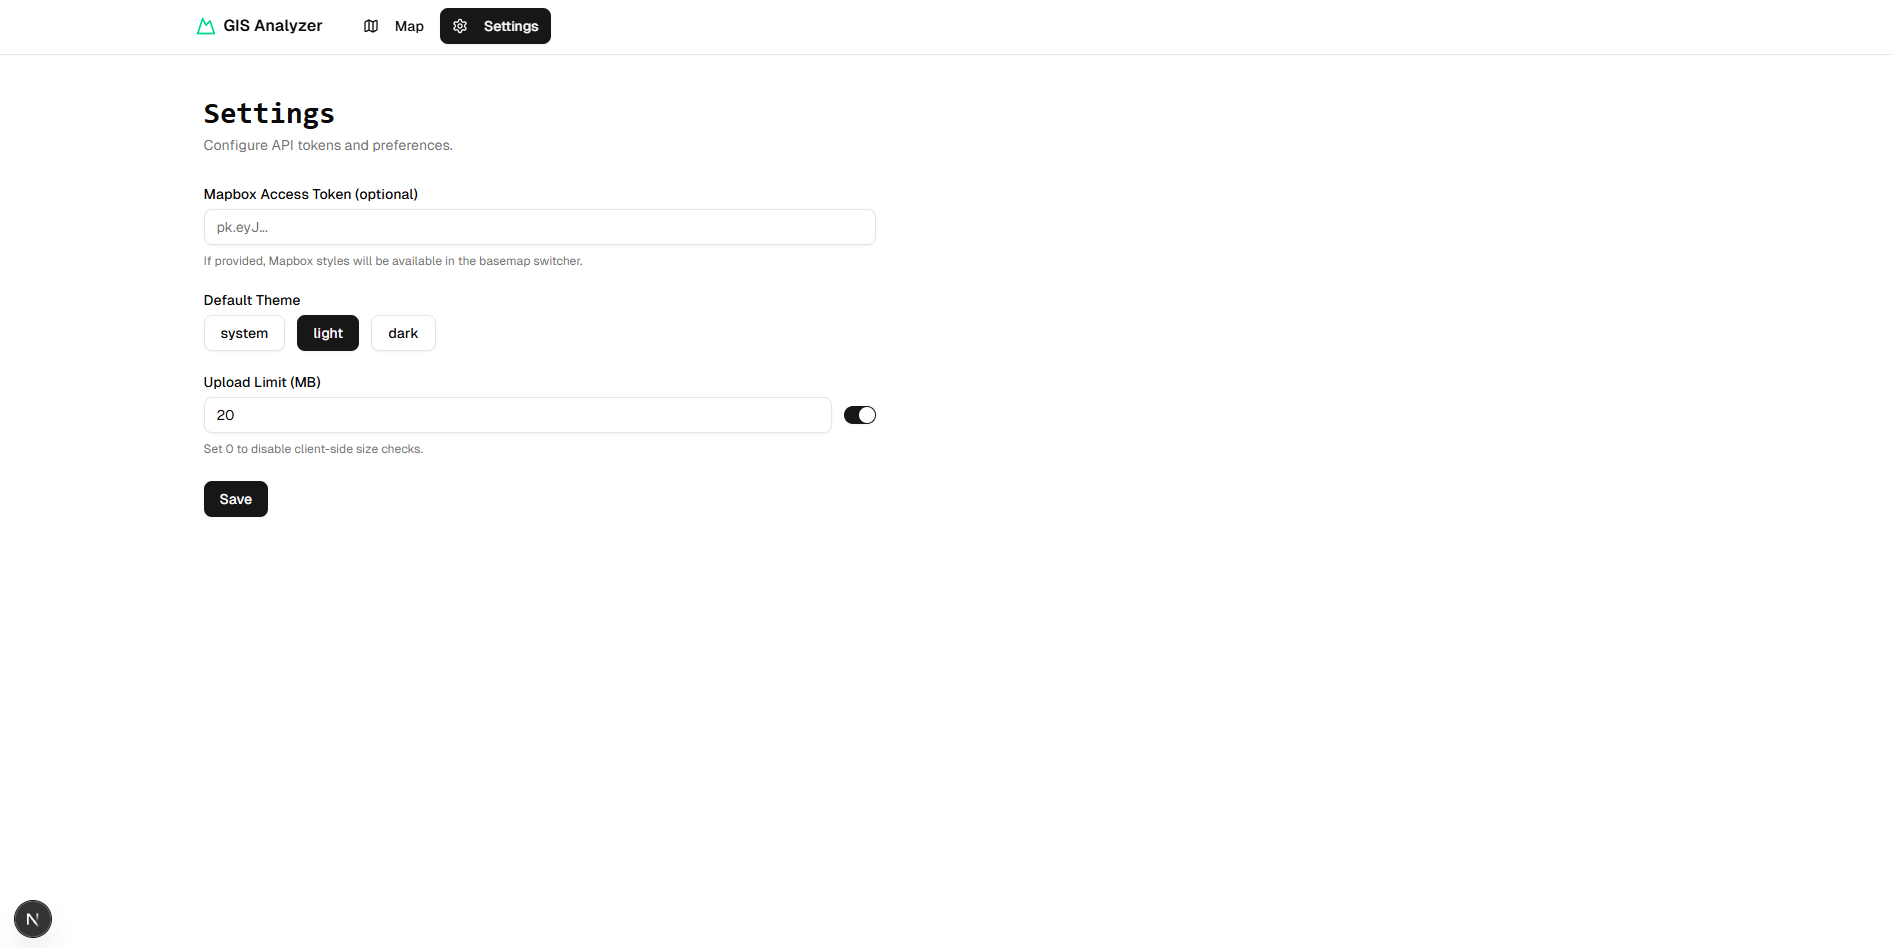 GIS Analyzer
Map
Settings
Settings
Configure API tokens and preferences.
Mapbox Access Token (optional)
pk.eyJ...
If provided, Mapbox styles will be available in the basemap switcher.
Default Theme
system
light
dark
Upload Limit (MB)
20
Set 0 to disable client-side size checks.
Save
N